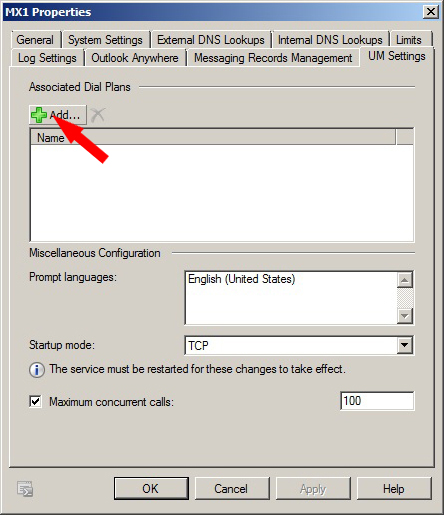 MX1 Properties
General
System Settings
External DNS Lookups
Internal DNS Lookups
Limits
Log Settings
Outlook Anywhere
Messaging Records Management
UM Settings
Associated Dial Plans
Add...
Name
Miscellaneous Configuration
Prompt languages:
English (United States)
Startup mode:
TCP
The service must be restarted for these changes to take effect.
Maximum concurrent calls:
100
OK
Cancel
Apply
Help